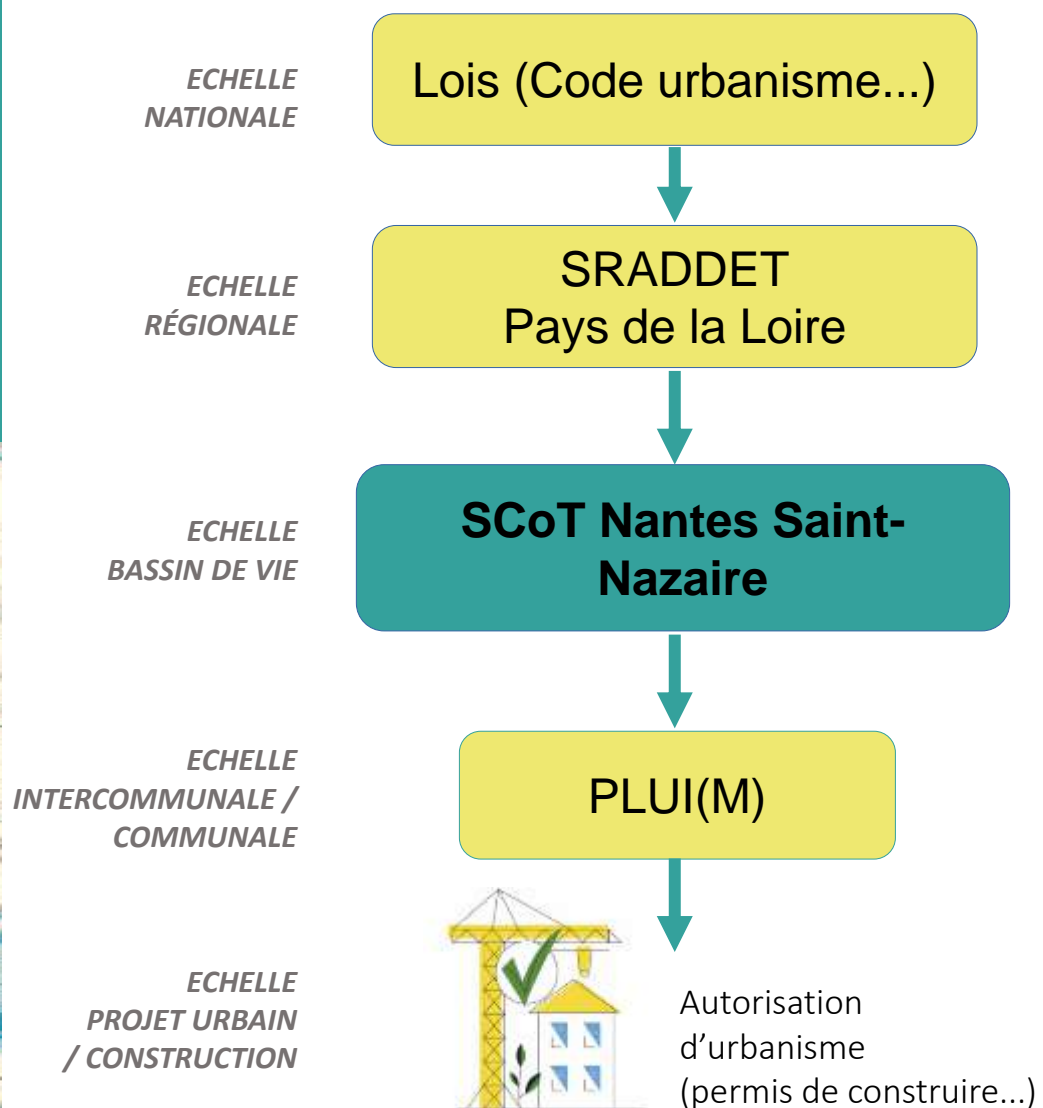 ECHELLE
NATIONALE
Lois (Code urbanisme...)
ECHELLE
RÉGIONALE
SRADDET
Pays de la Loire
ECHELLE
BASSIN DE VIE
SCoT Nantes Saint-
Nazaire
ECHELLE
INTERCOMMUNALE /
COMMUNALE
PLUI(M)
ECHELLE
PROJET URBAIN
/ CONSTRUCTION
Autorisation
d’urbanisme
(permis de construire...)